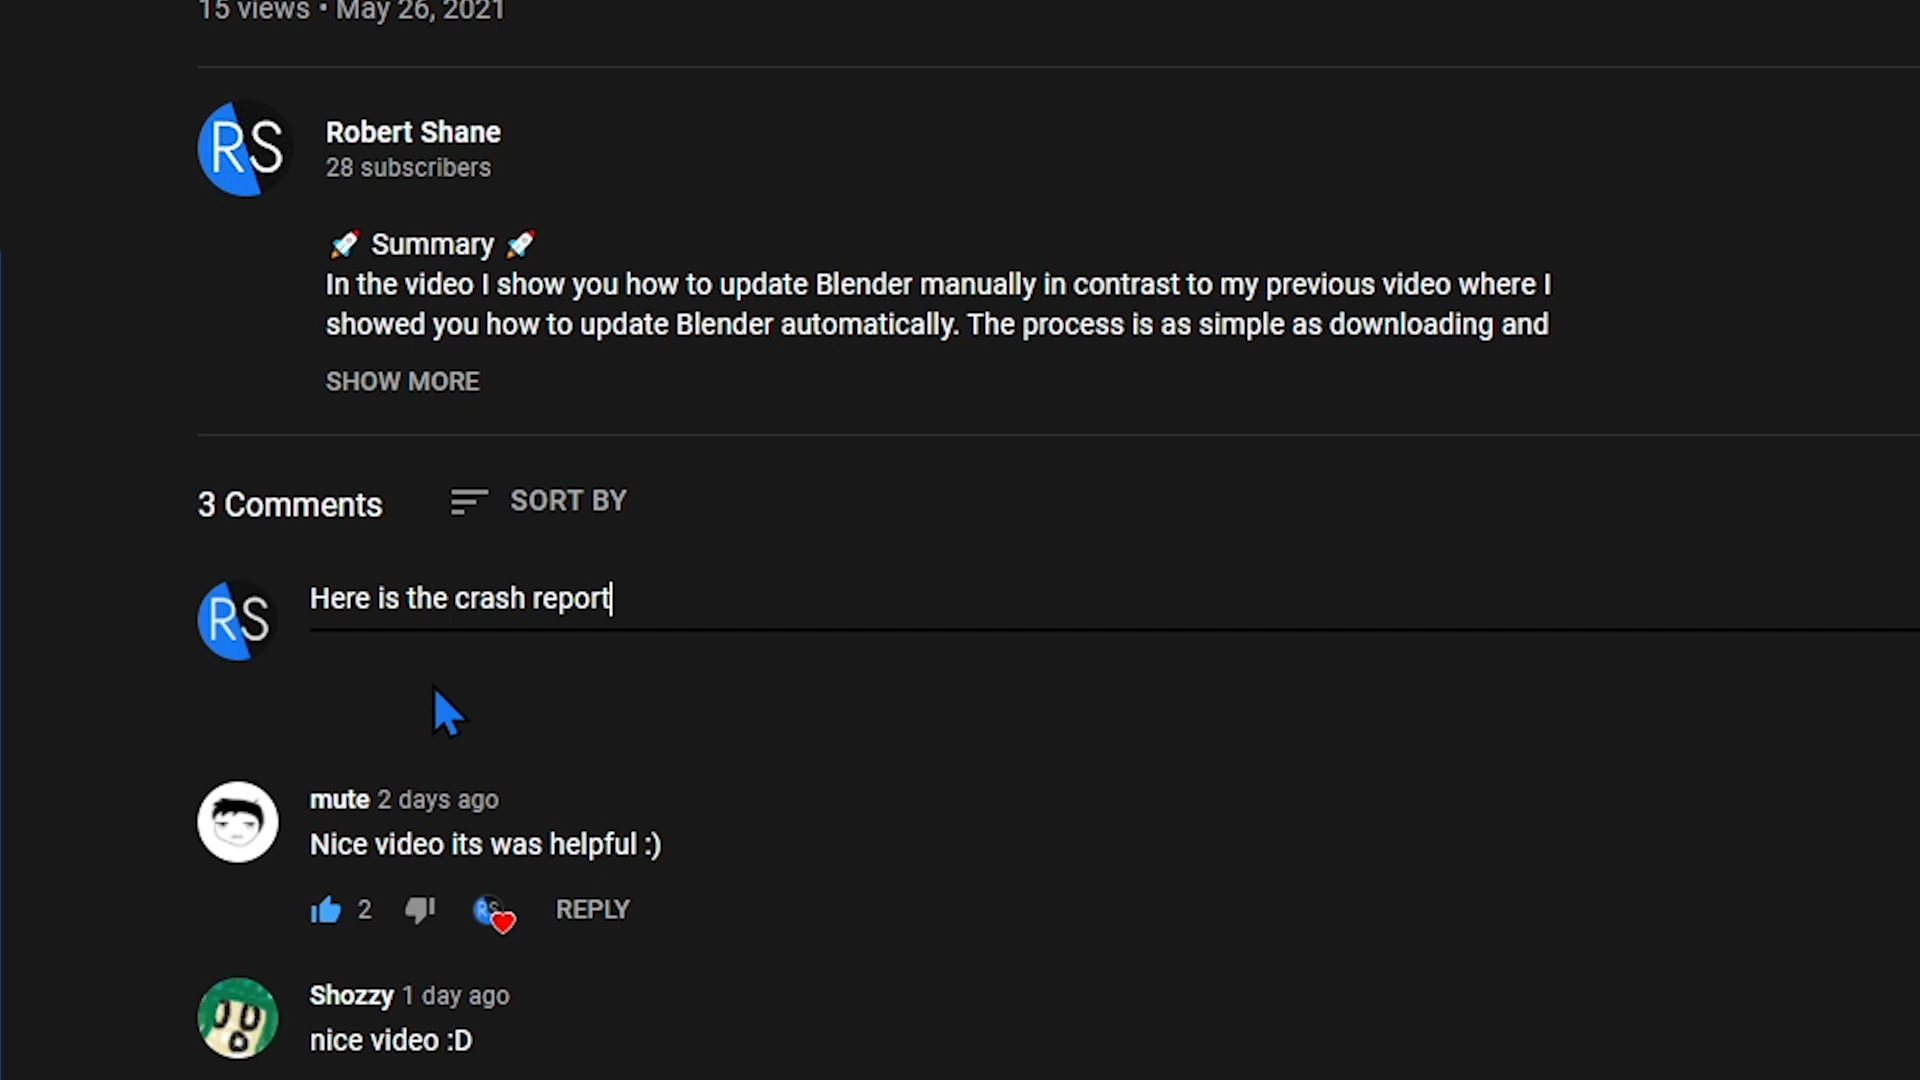 15 views • May 26, 2021
RS
Robert Shane
28 subscribers
🚀 Summary 🚀
In the video I show you how to update Blender manually in contrast to my previous video where I
showed you how to update Blender automatically. The process is as simple as downloading and
SHOW MORE
3 Comments SORT BY
RS
Here is the crash report
mute 2 days ago
Nice video its was helpful :)
2 RS REPLY
Shozzy 1 day ago
nice video :D